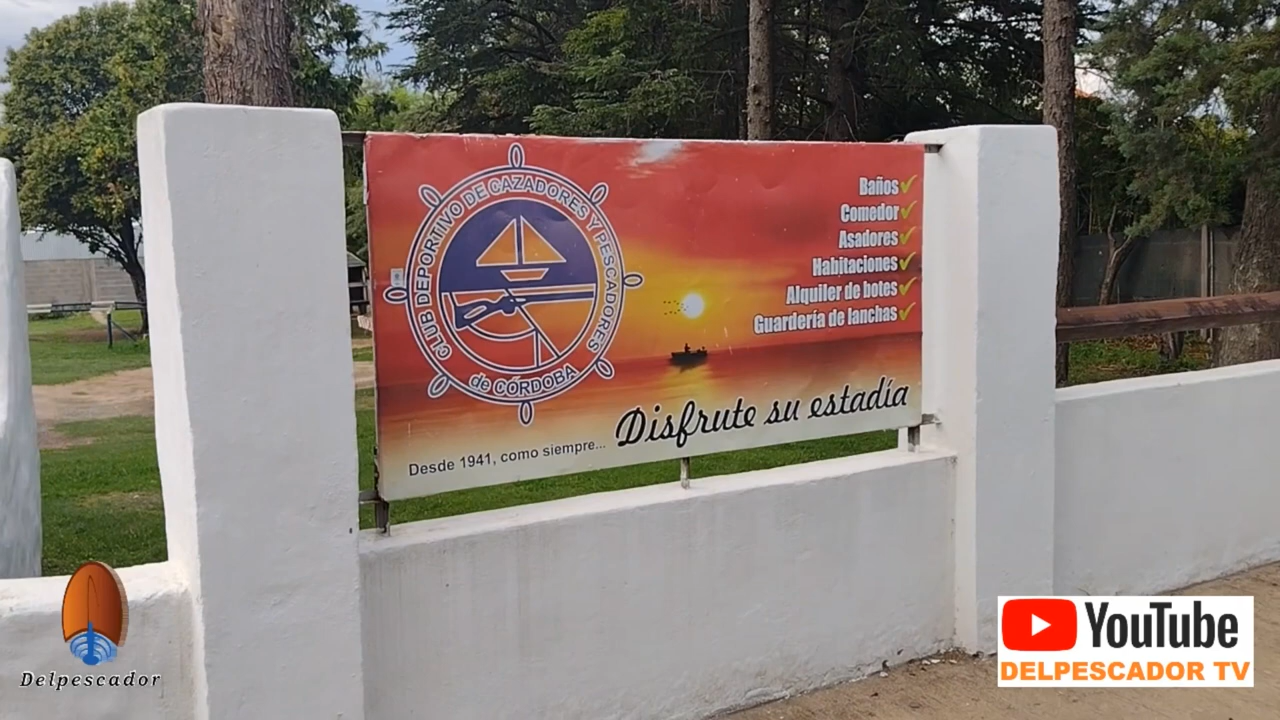 CLUB DEPORTIVO DE CAZADORES Y PESCADORES
de CÓRDOBA
Baños
Comedor
Asadores
Habitaciones
Alquiler de botes
Guardería de lanchas
Desde 1941, como siempre...
Disfrute su estadía
Delpescador
YouTube
DELPESCADOR TV